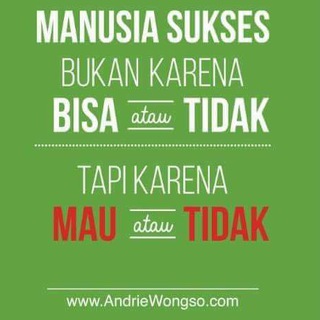 MANUSIA SUKSES
BUKAN KARENA
BISA atau TIDAK
TAPI KARENA
MAU atau TIDAK
www.AndrieWongso.com